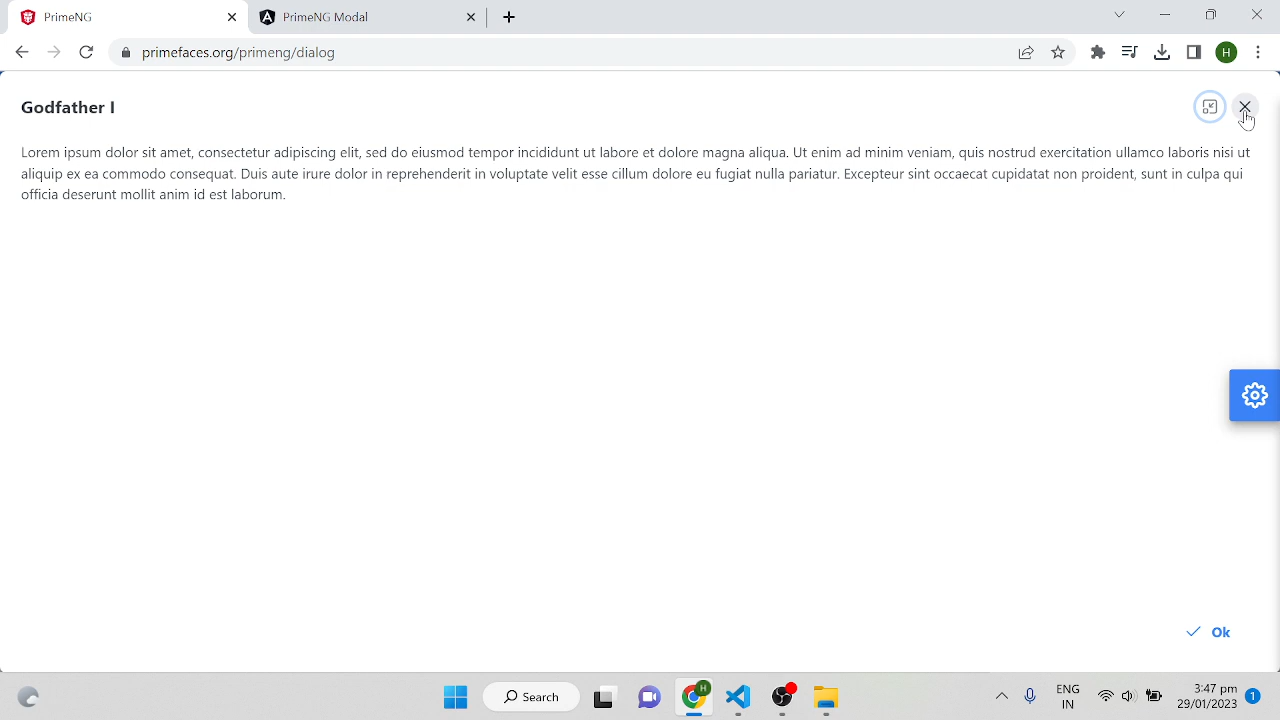 PrimeNG
PrimeNG Modal
primefaces.org/primeng/dialog
H
Godfather I
Lorem ipsum dolor sit amet, consectetur adipiscing elit, sed do eiusmod tempor incididunt ut labore et dolore magna aliqua. Ut enim ad minim veniam, quis nostrud exercitation ullamco laboris nisi ut
aliquip ex ea commodo consequat. Duis aute irure dolor in reprehenderit in voluptate velit esse cillum dolore eu fugiat nulla pariatur. Excepteur sint occaecat cupidatat non proident, sunt in culpa qui
officia deserunt mollit anim id est laborum.
Ok
Search
H
ENG
IN
3:47 pm
29/01/2023
1